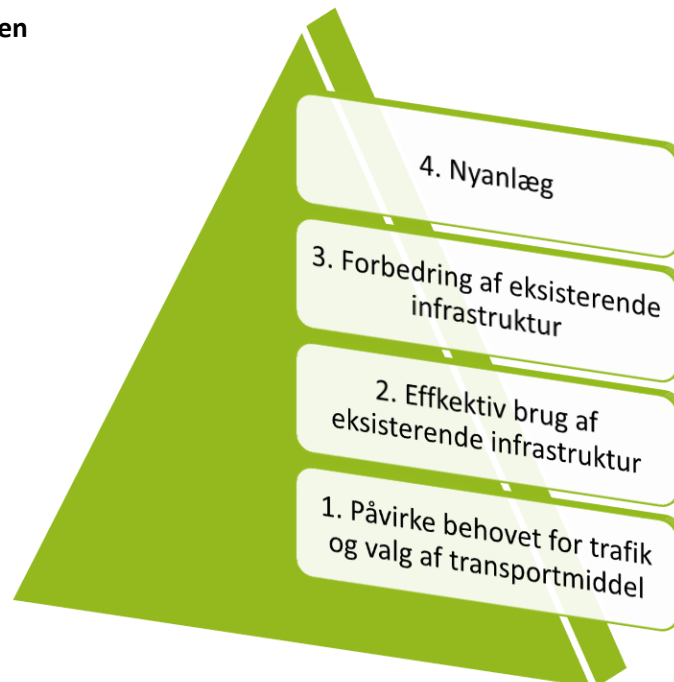 en
4. Nyanlæg
3. Forbedring af eksisterende
infrastruktur
2. Effkektiv brug af
eksisterende infrastruktur
1. Påvirke behovet for trafik
og valg af transportmiddel